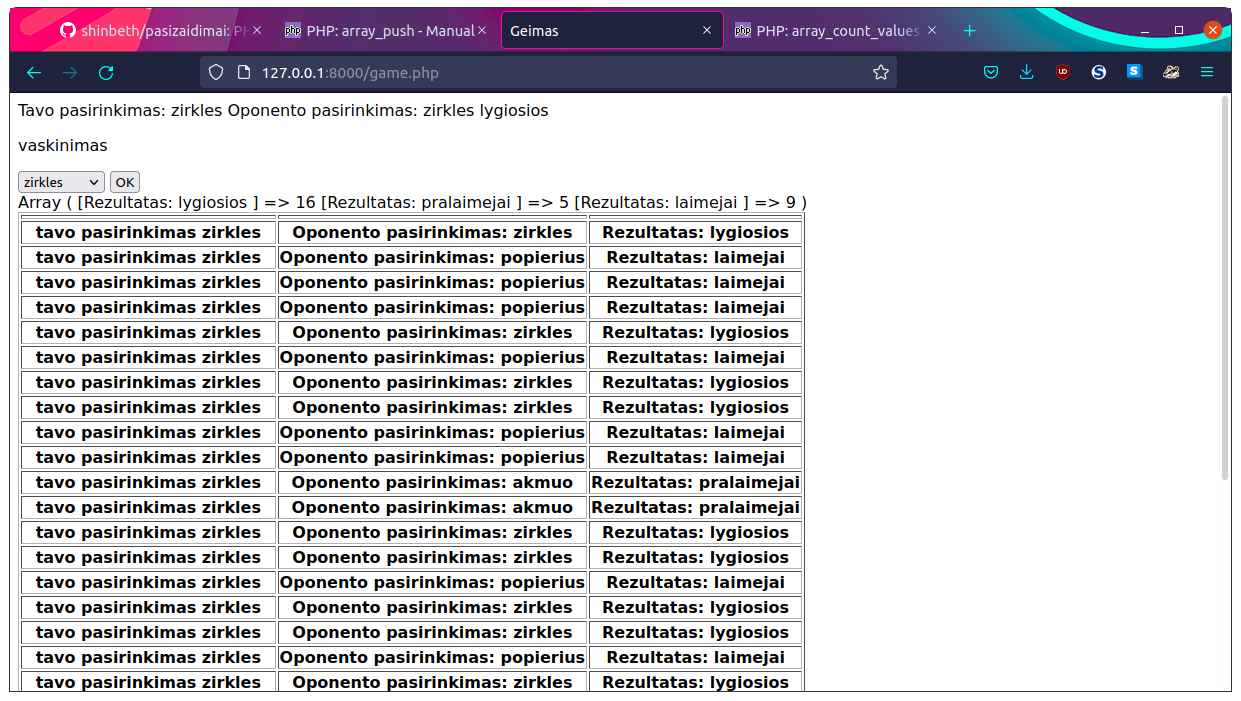 shinbeth/pasizaidimai: PH
PHP: array_push - Manual
Geimas
PHP: array_count_values
127.0.0.1:8000/game.php
Tavo pasirinkimas: zirkles Oponento pasirinkimas: zirkles lygiosios
vaskinimas
zirkles OK
Array ( [Rezultatas: lygiosios ] => 16 [Rezultatas: pralaimejai ] => 5 [Rezultatas: laimejai ] => 9 )
tavo pasirinkimas zirkles Oponento pasirinkimas: zirkles Rezultatas: lygiosios
tavo pasirinkimas zirkles Oponento pasirinkimas: popierius Rezultatas: laimejai
tavo pasirinkimas zirkles Oponento pasirinkimas: popierius Rezultatas: laimejai
tavo pasirinkimas zirkles Oponento pasirinkimas: popierius Rezultatas: laimejai
tavo pasirinkimas zirkles Oponento pasirinkimas: zirkles Rezultatas: lygiosios
tavo pasirinkimas zirkles Oponento pasirinkimas: popierius Rezultatas: laimejai
tavo pasirinkimas zirkles Oponento pasirinkimas: zirkles Rezultatas: lygiosios
tavo pasirinkimas zirkles Oponento pasirinkimas: zirkles Rezultatas: lygiosios
tavo pasirinkimas zirkles Oponento pasirinkimas: popierius Rezultatas: laimejai
tavo pasirinkimas zirkles Oponento pasirinkimas: popierius Rezultatas: laimejai
tavo pasirinkimas zirkles Oponento pasirinkimas: akmuo Rezultatas: pralaimejai
tavo pasirinkimas zirkles Oponento pasirinkimas: akmuo Rezultatas: pralaimejai
tavo pasirinkimas zirkles Oponento pasirinkimas: zirkles Rezultatas: lygiosios
tavo pasirinkimas zirkles Oponento pasirinkimas: zirkles Rezultatas: lygiosios
tavo pasirinkimas zirkles Oponento pasirinkimas: popierius Rezultatas: laimejai
tavo pasirinkimas zirkles Oponento pasirinkimas: zirkles Rezultatas: lygiosios
tavo pasirinkimas zirkles Oponento pasirinkimas: zirkles Rezultatas: lygiosios
tavo pasirinkimas zirkles Oponento pasirinkimas: popierius Rezultatas: laimejai
tavo pasirinkimas zirkles Oponento pasirinkimas: zirkles Rezultatas: lygiosios